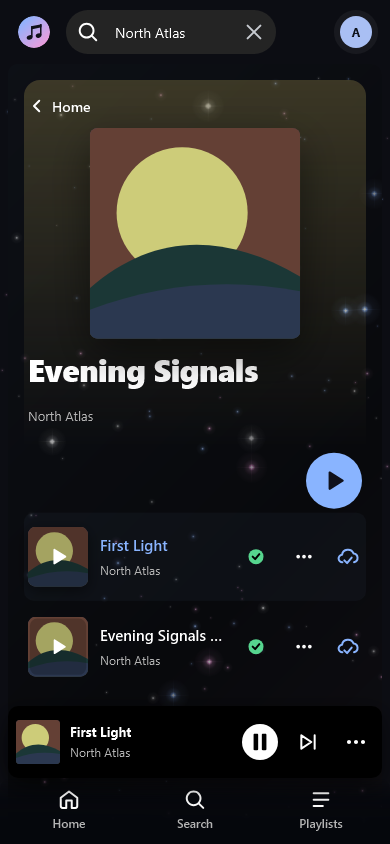 North Atlas
A
Home
Evening Signals
North Atlas
First Light
North Atlas
Evening Signals ...
North Atlas
First Light
North Atlas
Home
Search
Playlists